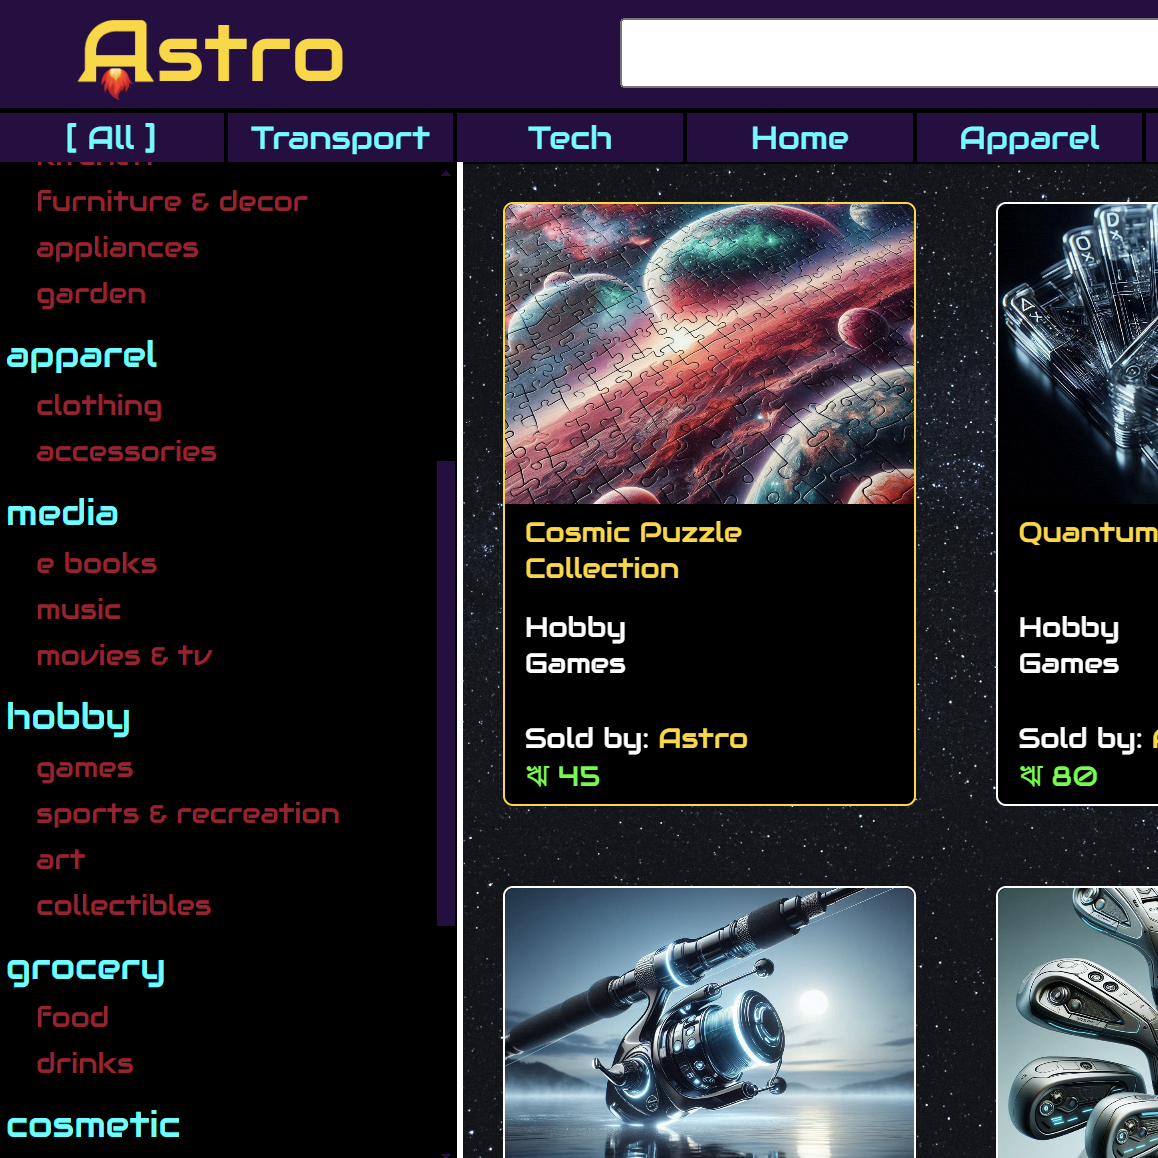 Astro
[ All ]
Transport
Tech
Home
Apparel
kitchen
furniture & decor
appliances
garden
apparel
clothing
accessories
media
e books
music
movies & tv
hobby
games
sports & recreation
art
collectibles
grocery
food
drinks
cosmetic
Cosmic Puzzle
Collection
Hobby
Games
Sold by: Astro
45
Quantum
Hobby
Games
Sold by:
80